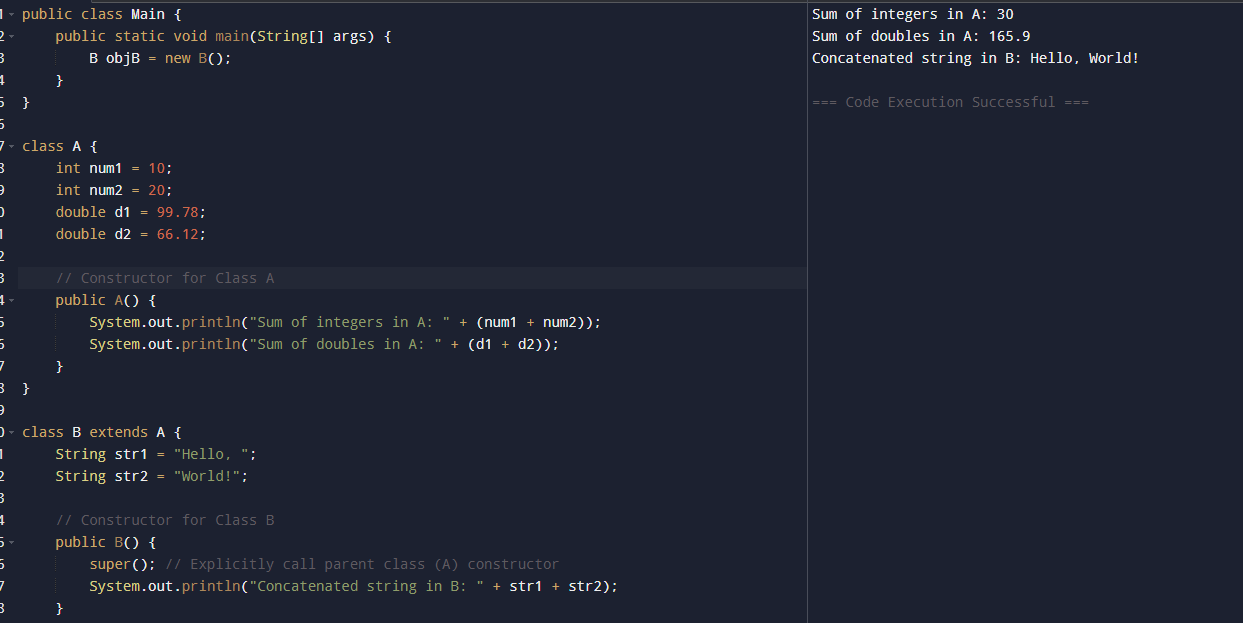 1 public class Main {
2 public static void main(String[] args) {
3 B objB = new B();
4 }
5 }
6
7 class A {
8 int num1 = 10;
9 int num2 = 20;
0 double d1 = 99.78;
1 double d2 = 66.12;
2
3 // Constructor for Class A
4 public A() {
5 System.out.println("Sum of integers in A: " + (num1 + num2));
6 System.out.println("Sum of doubles in A: " + (d1 + d2));
7 }
8 }
9
0 class B extends A {
1 String str1 = "Hello, ";
2 String str2 = "World!";
3
4 // Constructor for Class B
5 public B() {
6 super(); // Explicitly call parent class (A) constructor
7 System.out.println("Concatenated string in B: " + str1 + str2);
8 }
Sum of integers in A: 30
Sum of doubles in A: 165.9
Concatenated string in B: Hello, World!
=== Code Execution Successful ===